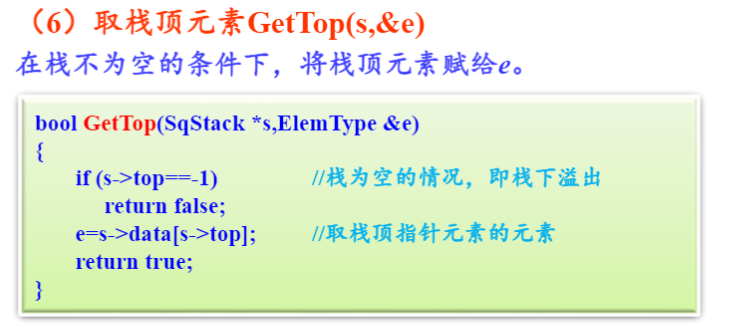 （6）取栈顶元素GetTop(s,&e)
在栈不为空的条件下，将栈顶元素赋给e。
bool GetTop(SqStack *s,ElemType &e)
{
if (s->top==-1) //栈为空的情况，即栈下溢出
return false;
e=s->data[s->top]; //取栈顶指针元素的元素
return true;
}